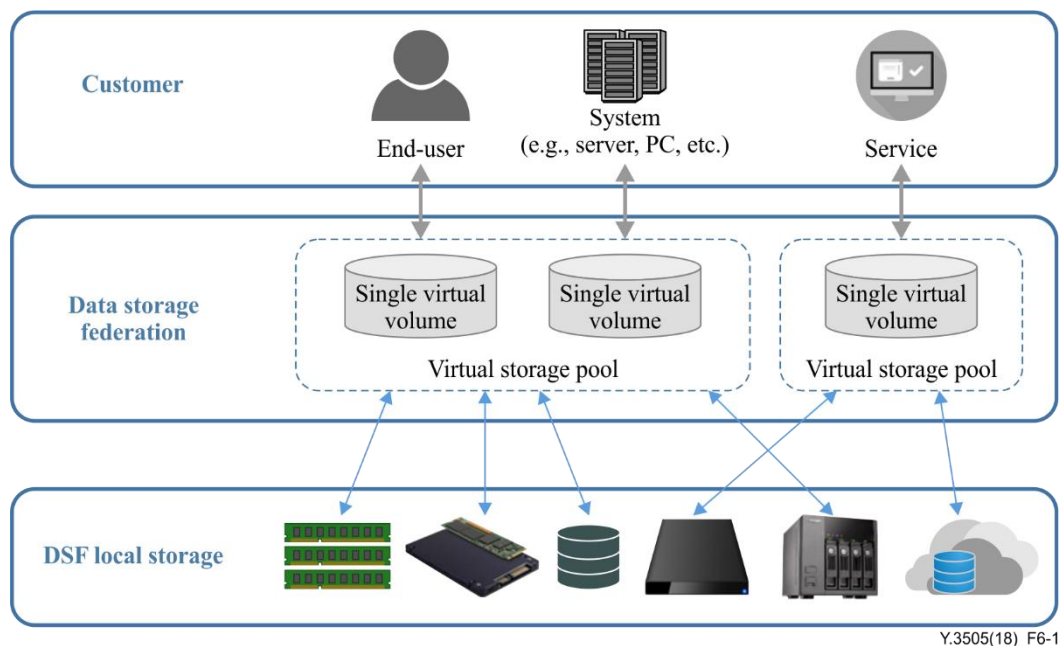 Customer
End-user
System
(e.g., server, PC, etc.)
Service
Data storage
federation
Single virtual
volume
Single virtual
volume
Virtual storage pool
Single virtual
volume
Virtual storage pool
DSF local storage
Y.3505(18)_F6-1